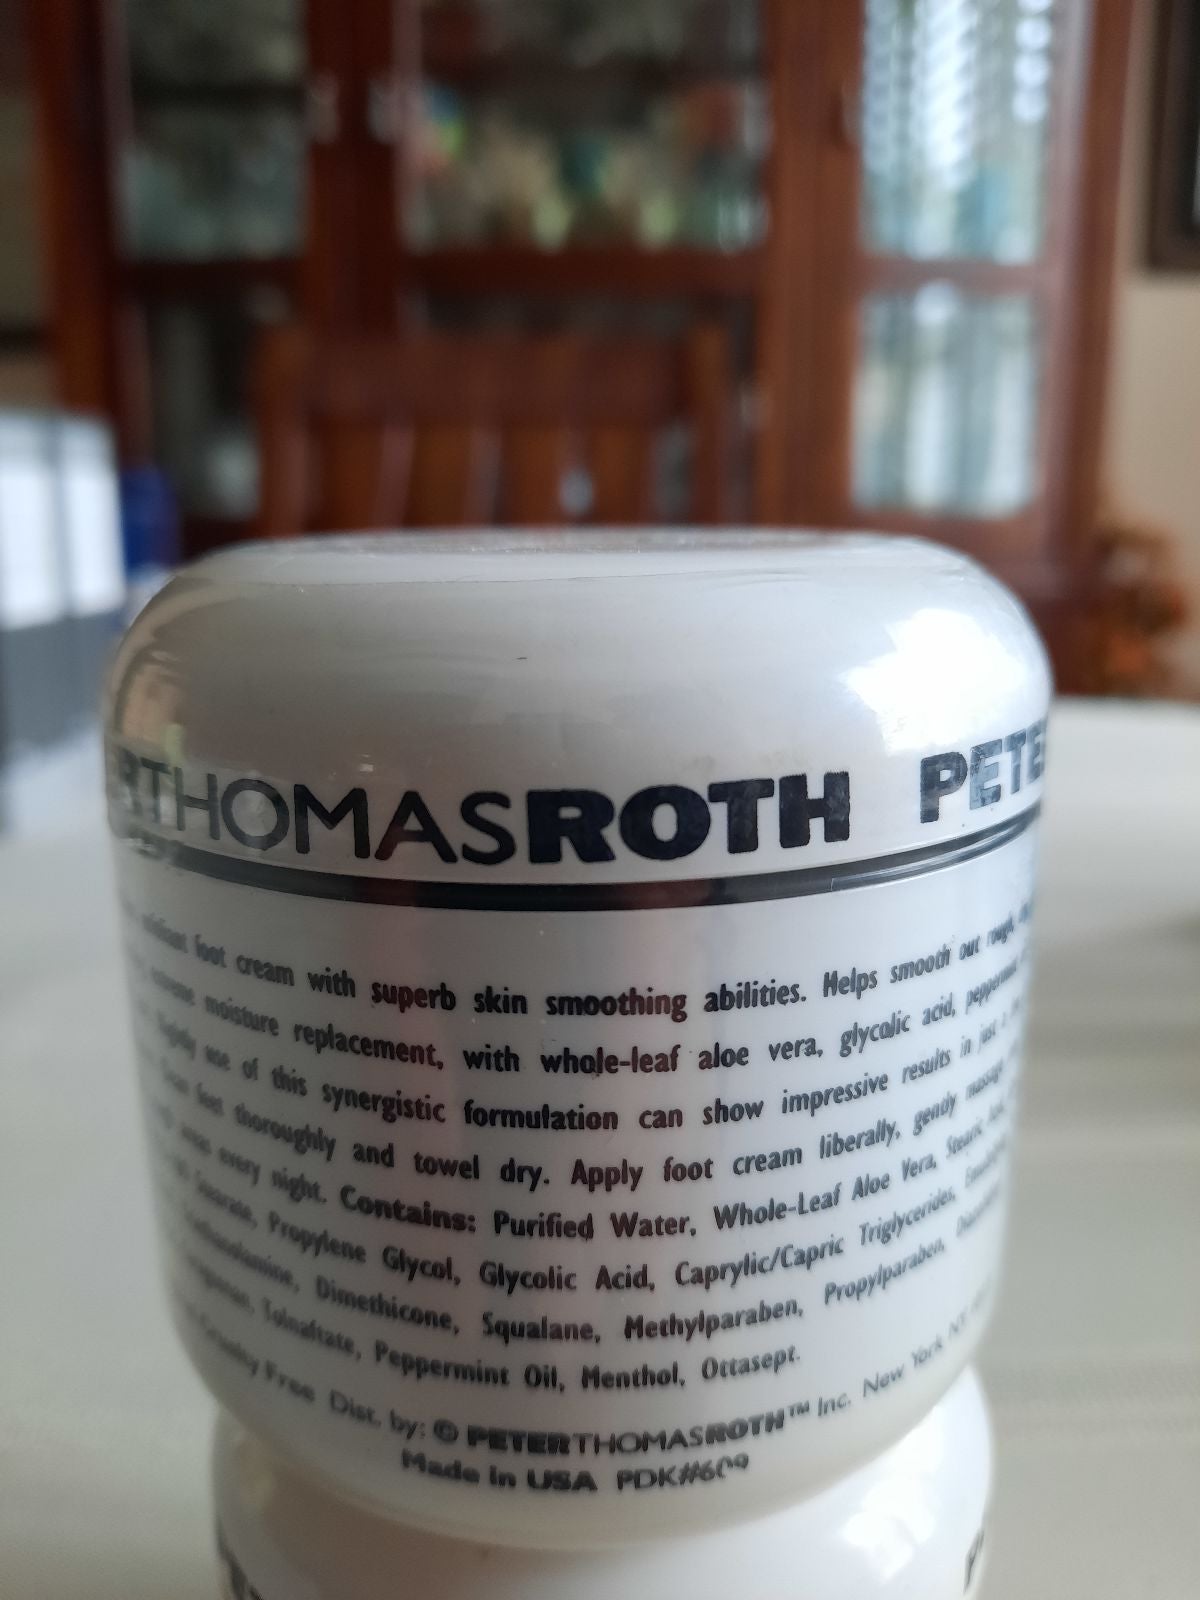 THOMASROTH PETE
foot cream with superb skin smoothing abilities. Helps smooth out rough,
moisture replacement, with whole-leaf aloe vera, glycolic acid,
use of this synergistic formulation can show impressive results in just
feet thoroughly and towel dry. Apply foot cream liberally, gently massage
areas every night. Contains: Purified Water, Whole-Leaf Aloe Vera, Stearic
Propylene Glycol, Glycolic Acid, Caprylic/Capric Triglycerides,
Dimethicone, Squalane, Methylparaben, Propylparaben,
Tolnaftate, Peppermint Oil, Menthol, Ottasept.
Cruelty Free Dist. by: © PETERTHOMASROTH™ Inc. New York NY
Made in USA PDK#609